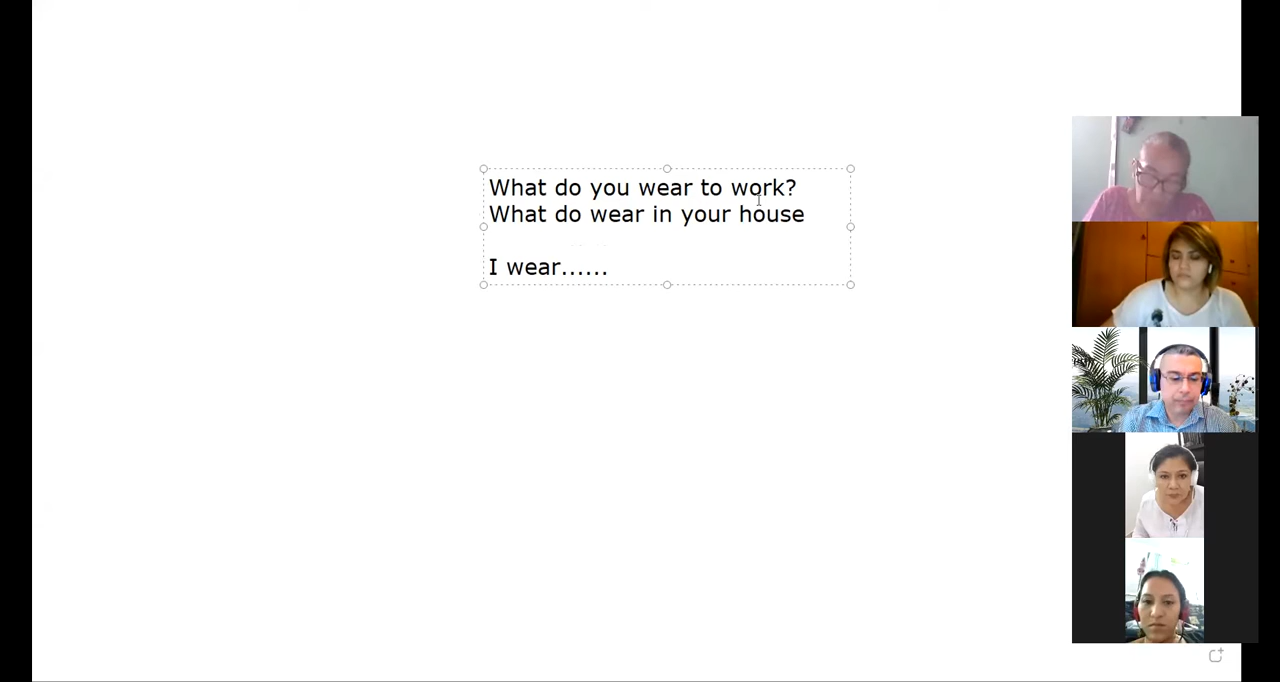 What do you wear to work?
What do wear in your house
I wear......